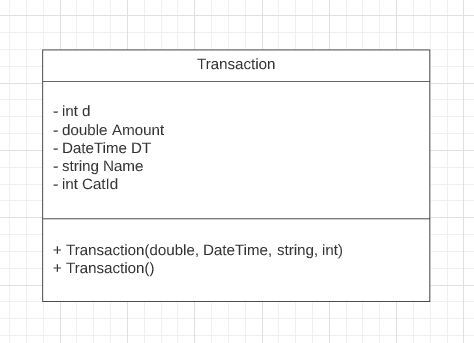 Transaction
- int d
- double Amount
- DateTime DT
- string Name
- int CatId
+ Transaction(double, DateTime, string, int)
+ Transaction()